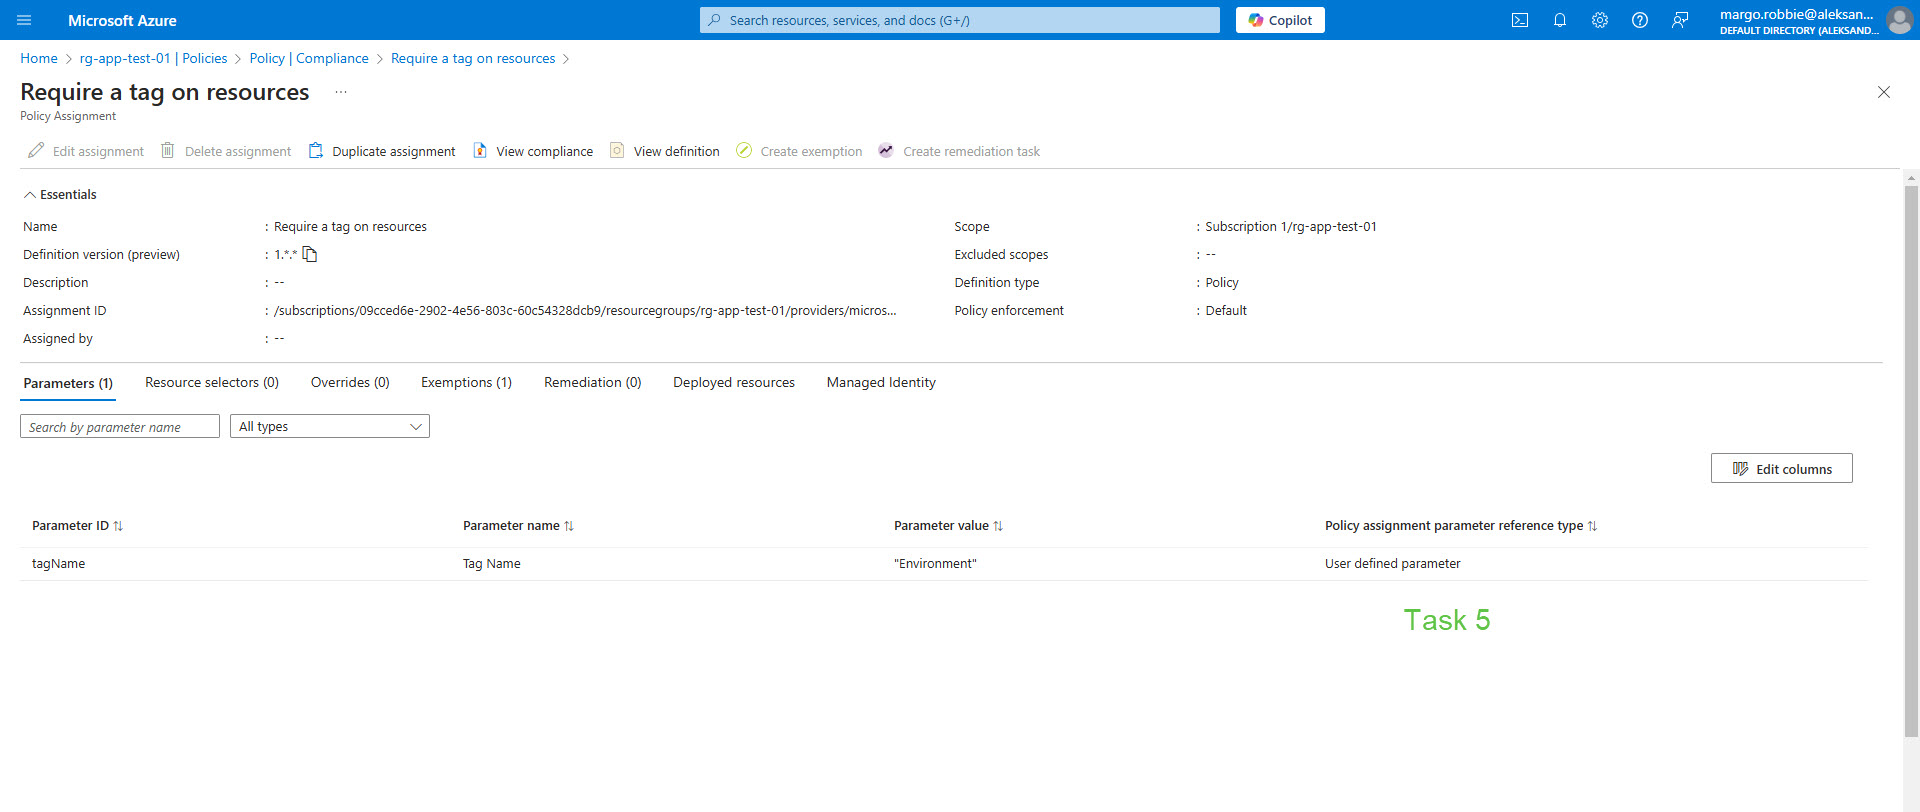 Microsoft Azure
Search resources, services, and docs (G+/)
Copilot
margo.robbie@aleksan...
DEFAULT DIRECTORY (ALEKSAND...
Home > rg-app-test-01 | Policies > Policy | Compliance > Require a tag on resources >
Require a tag on resources ...
Policy Assignment
Edit assignment Delete assignment Duplicate assignment View compliance View definition Create exemption Create remediation task
Essentials
Name : Require a tag on resources Scope : Subscription 1/rg-app-test-01
Definition version (preview) : 1.*.* Excluded scopes : --
Description : -- Definition type : Policy
Assignment ID : /subscriptions/09cced6e-2902-4e56-803c-60c54328dcb9/resourcegroups/rg-app-test-01/providers/micros... Policy enforcement : Default
Assigned by : --
Parameters (1) Resource selectors (0) Overrides (0) Exemptions (1) Remediation (0) Deployed resources Managed Identity
Search by parameter name All types
Edit columns
Parameter ID Parameter name Parameter value Policy assignment parameter reference type
tagName Tag Name "Environment" User defined parameter
Task 5